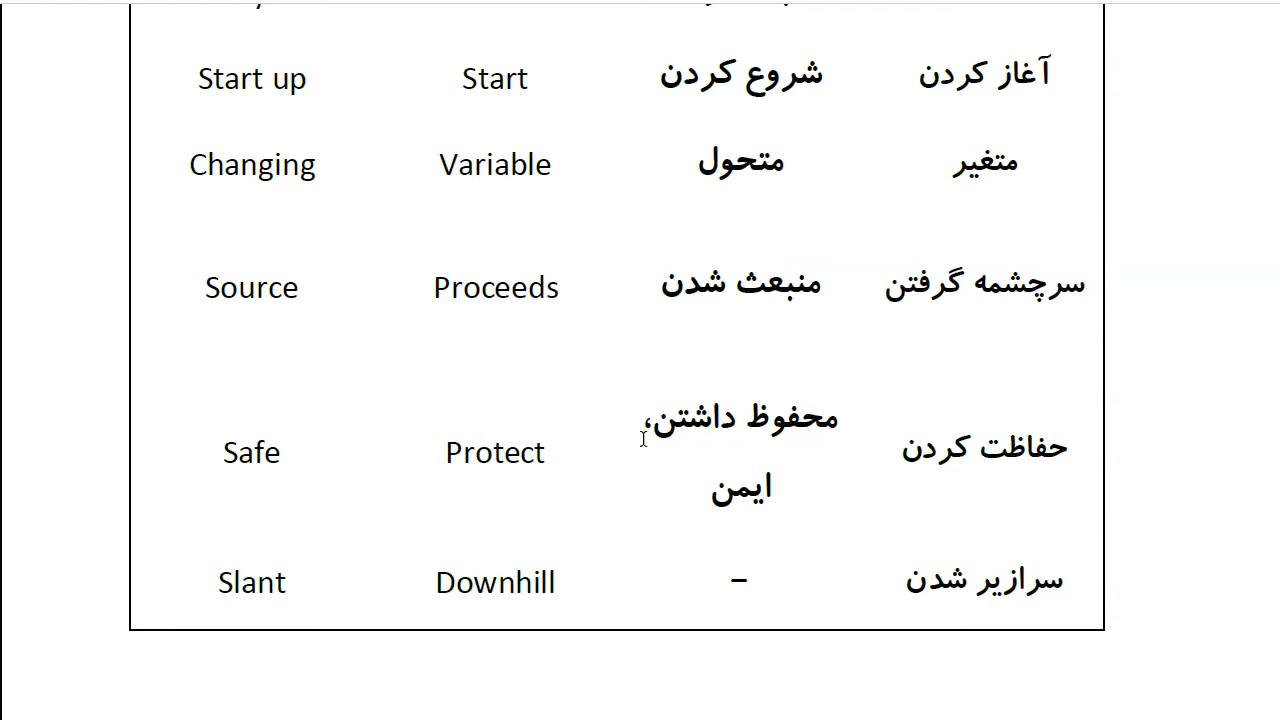 Start up Start شروع کردن آغاز کردن
Changing Variable متحول متغیر
Source Proceeds منبعث شدن سرچشمه گرفتن
محفوظ داشتن،
Safe Protect حفاظت کردن
ایمن
Slant Downhill – سرازیر شدن